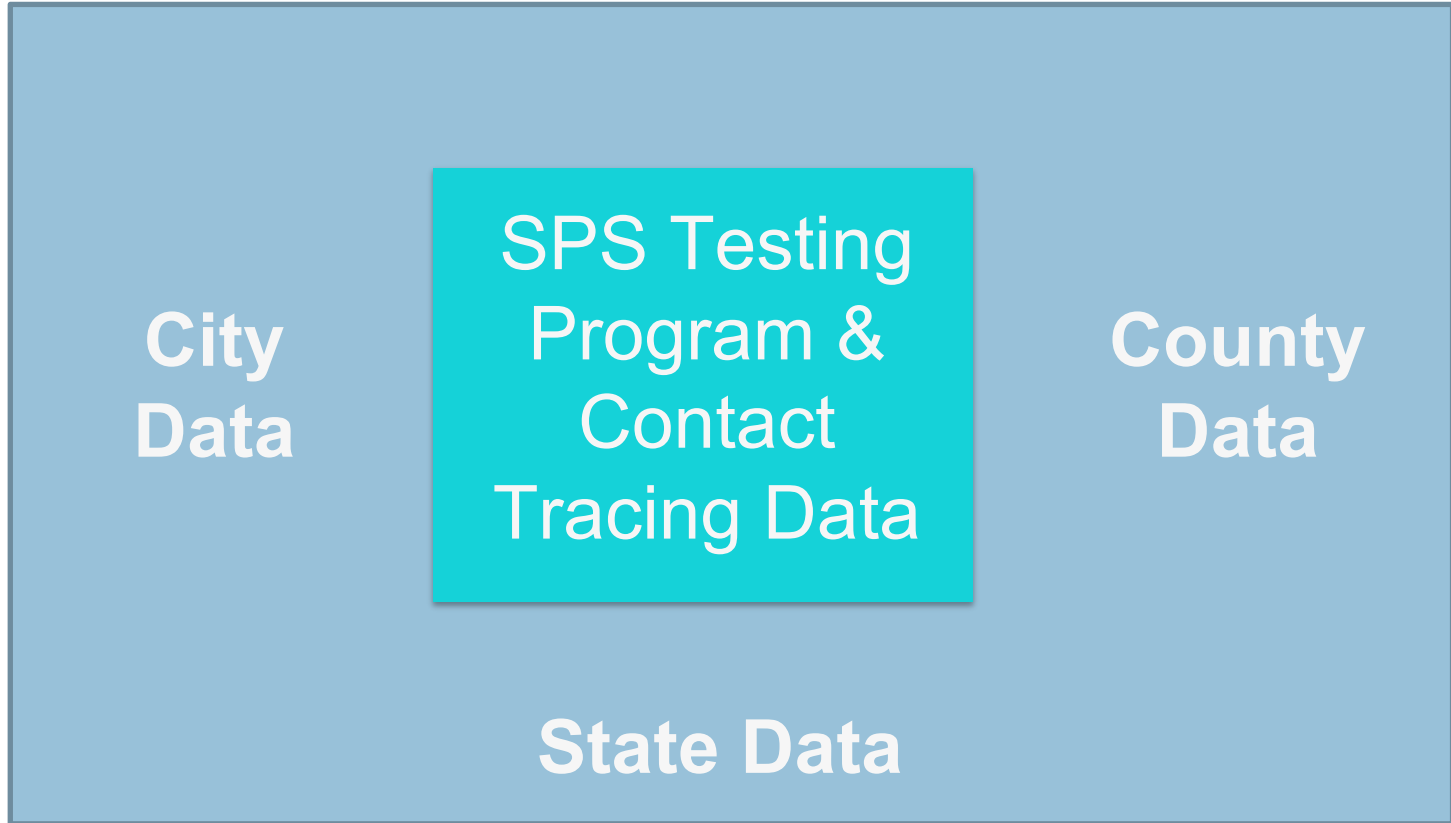 City
Data
SPS Testing
Program &
Contact
Tracing Data
County
Data
State Data